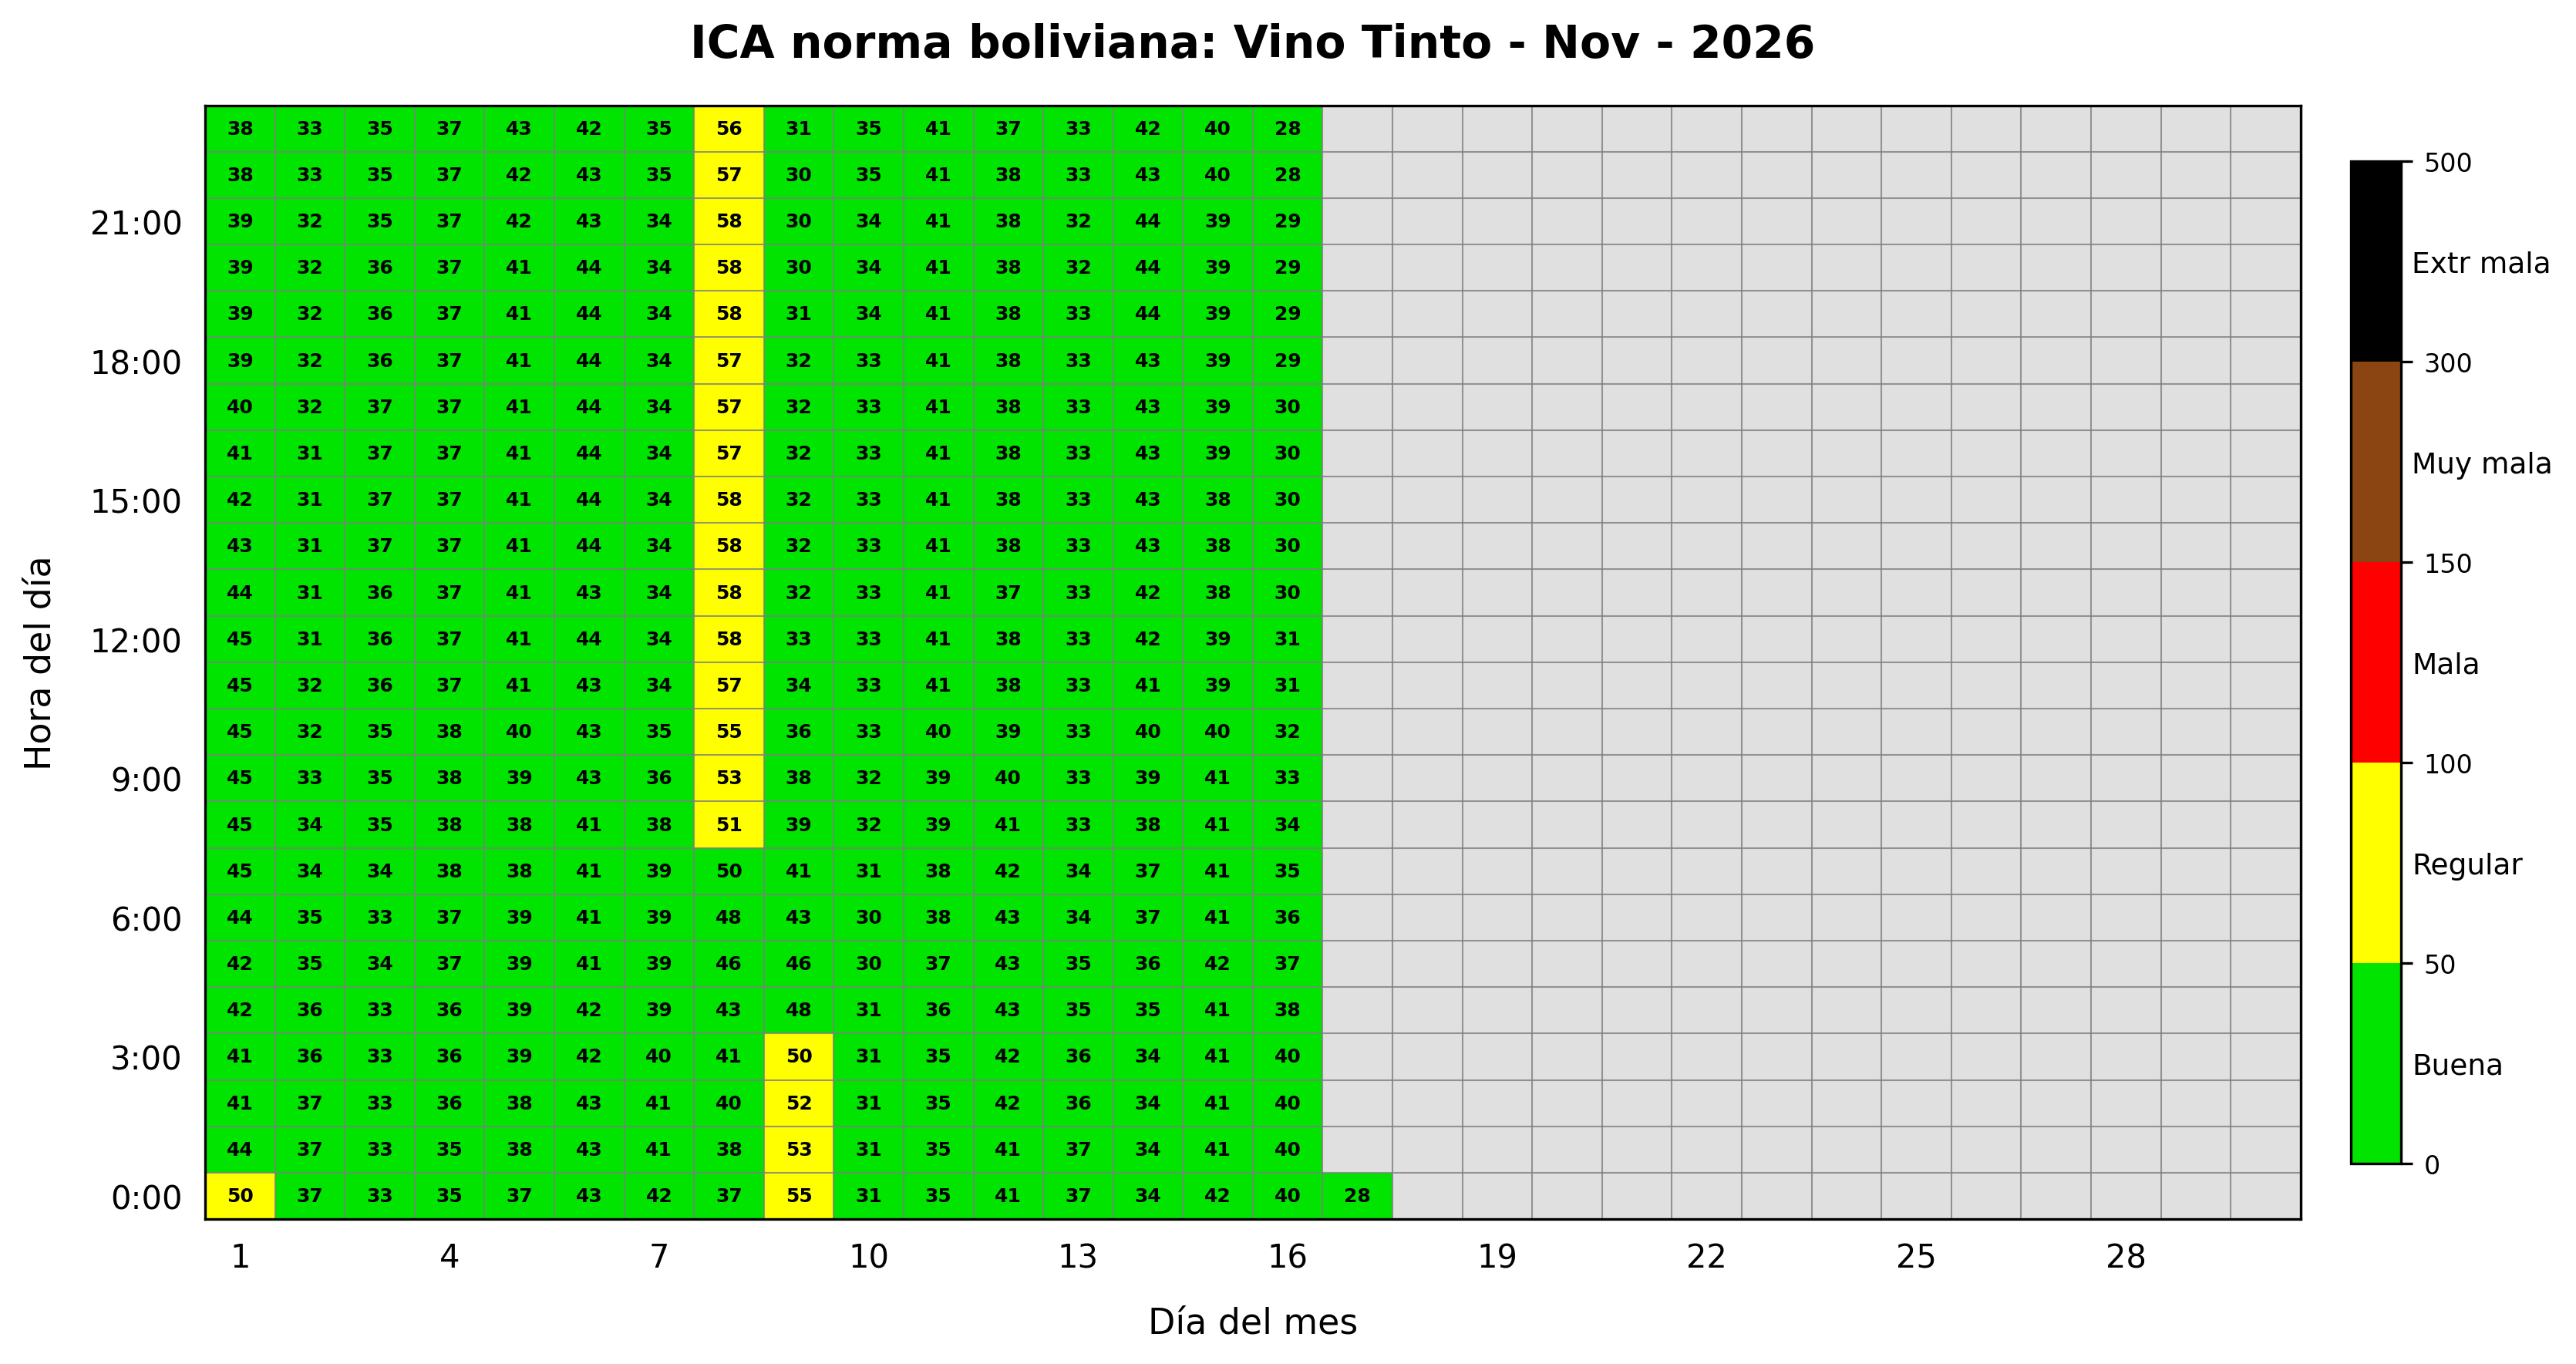 ICA norma boliviana: Vino Tinto - Nov - 2026
38 33 35 37 43 42 35 56 31 35 41 37 33 42 40 28
38 33 35 37 42 43 35 57 30 35 41 38 33 43 40 28
21:00 39 32 35 37 42 43 34 58 30 34 41 38 32 44 39 29
39 32 36 37 41 44 34 58 30 34 41 38 32 44 39 29
39 32 36 37 41 44 34 58 31 34 41 38 33 44 39 29
18:00 39 32 36 37 41 44 34 57 32 33 41 38 33 43 39 29
40 32 37 37 41 44 34 57 32 33 41 38 33 43 39 30
41 31 37 37 41 44 34 57 32 33 41 38 33 43 39 30
15:00 42 31 37 37 41 44 34 58 32 33 41 38 33 43 38 30
43 31 37 37 41 44 34 58 32 33 41 38 33 43 38 30
44 31 36 37 41 43 34 58 32 33 41 37 33 42 38 30
12:00 45 31 36 37 41 44 34 58 33 33 41 38 33 42 39 31
45 32 36 37 41 43 34 57 34 33 41 38 33 41 39 31
45 32 35 38 40 43 35 55 36 33 40 39 33 40 40 32
9:00 45 33 35 38 39 43 36 53 38 32 39 40 33 39 41 33
45 34 35 38 38 41 38 51 39 32 39 41 33 38 41 34
45 34 34 38 38 41 39 50 41 31 38 42 34 37 41 35
6:00 44 35 33 37 39 41 39 48 43 30 38 43 34 37 41 36
42 35 34 37 39 41 39 46 46 30 37 43 35 36 42 37
42 36 33 36 39 42 39 43 48 31 36 43 35 35 41 38
3:00 41 36 33 36 39 42 40 41 50 31 35 42 36 34 41 40
41 37 33 36 38 43 41 40 52 31 35 42 36 34 41 40
44 37 33 35 38 43 41 38 53 31 35 41 37 34 41 40
0:00 50 37 33 35 37 43 42 37 55 31 35 41 37 34 42 40 28
1 4 7 10 13 16 19 22 25 28
Día del mes
Hora del día
500
Extr mala
300
Muy mala
150
Mala
100
Regular
50
Buena
0